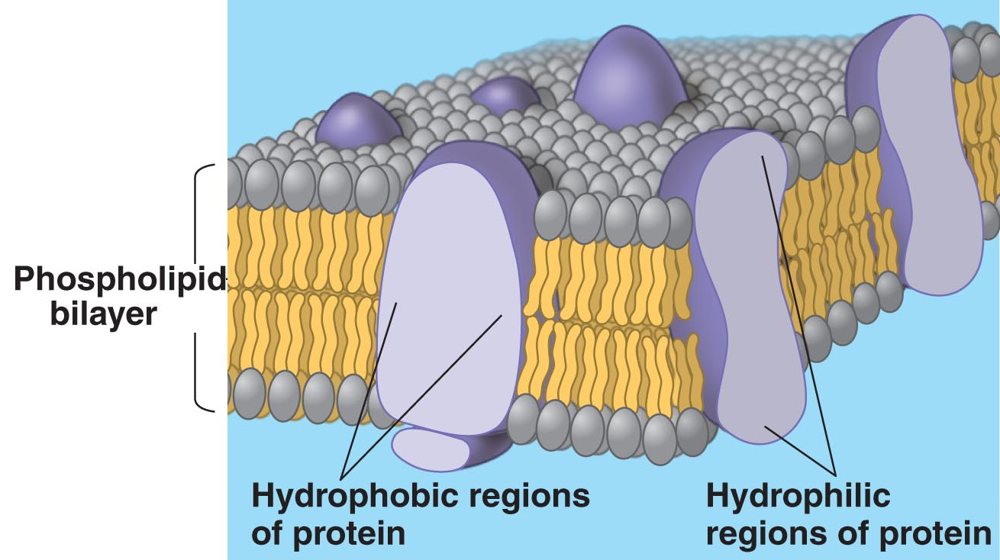 Phospholipid
bilayer
Hydrophobic regions
of protein
Hydrophilic
regions of protein